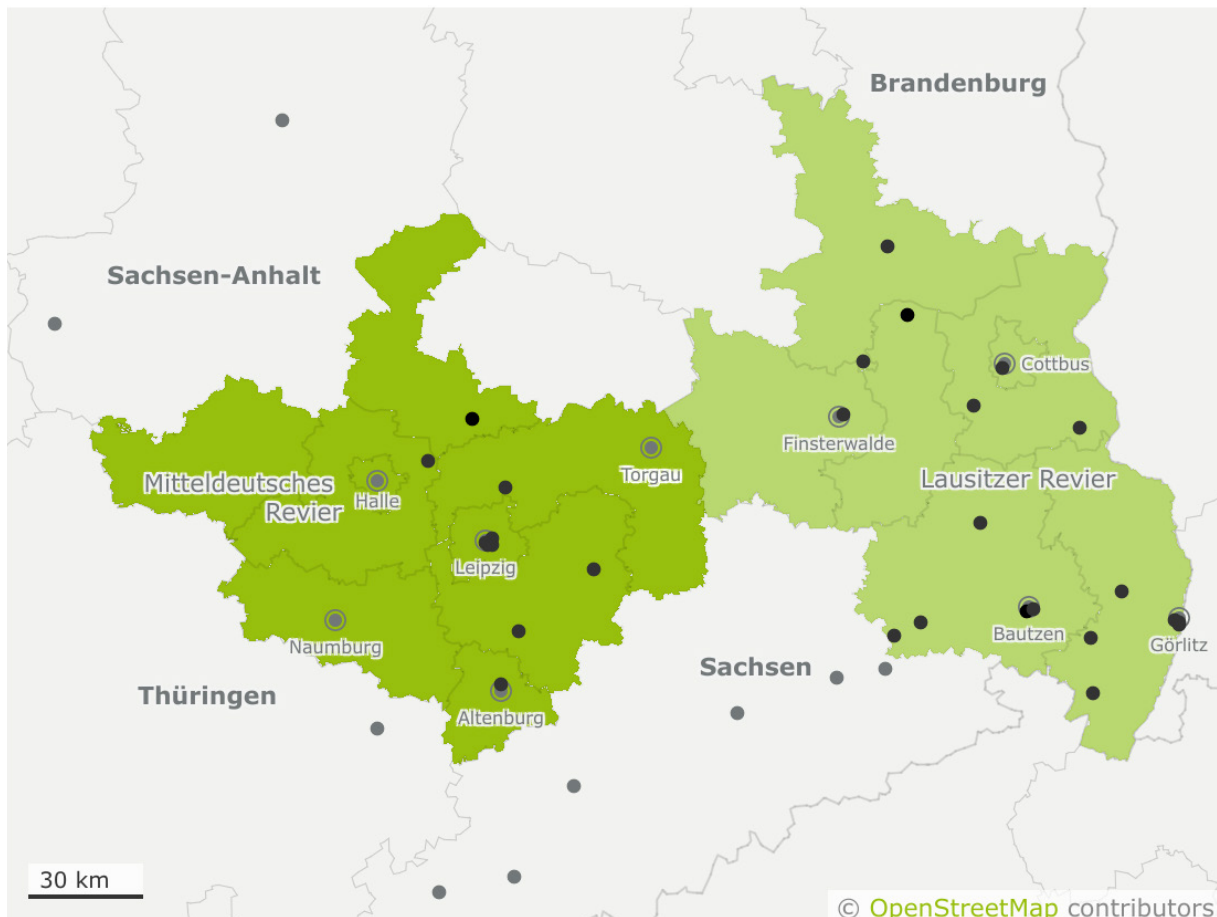 Brandenburg
Sachsen-Anhalt
Cottbus
Finsterwalde
Torgau
Mitteldeutsches
Revier
Halle
Lausitzer Revier
Leipzig
Naumburg
Bautzen
Görlitz
Sachsen
Thüringen
Altenburg
30 km
© OpenStreetMap contributors